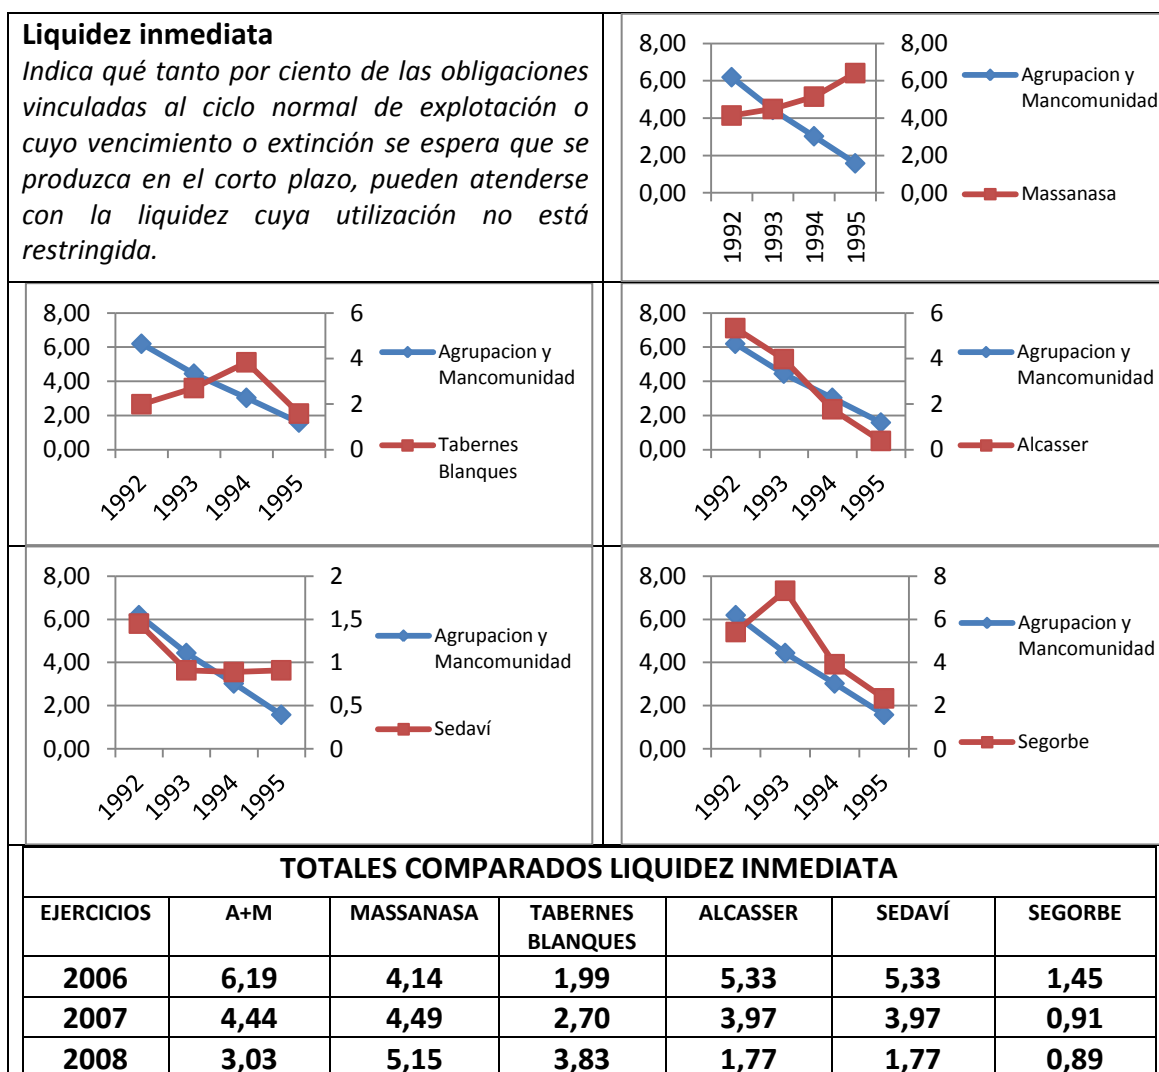 Liquidez inmediata
Indica qué tanto por ciento de las obligaciones
vinculadas al ciclo normal de explotación o
cuyo vencimiento o extinción se espera que se
produzca en el corto plazo, pueden atenderse
con la liquidez cuya utilización no está
restringida.
8,00 8,00
6,00 6,00
4,00 4,00
2,00 2,00
0,00 0,00
1992 1993 1994 1995
Agrupacion y
Mancomunidad
Massanasa
8,00 6
6,00 4
4,00 2
2,00 0
0,00
1992 1993 1994 1995
Agrupacion y
Mancomunidad
Tabernes
Blanques
8,00 6
6,00 4
4,00 2
2,00 0
0,00
1992 1993 1994 1995
Agrupacion y
Mancomunidad
Alcasser
8,00 2
6,00 1,5
4,00 1
2,00 0,5
0,00 0
1992 1993 1994 1995
Agrupacion y
Mancomunidad
Sedaví
8,00 8
6,00 6
4,00 4
2,00 2
0,00 0
1992 1993 1994 1995
Agrupacion y
Mancomunidad
Segorbe
TOTALES COMPARADOS LIQUIDEZ INMEDIATA
EJERCICIOS A+M MASSANASA TABERNES BLANQUES ALCASSER SEDAVÍ SEGORBE
2006 6,19 4,14 1,99 5,33 5,33 1,45
2007 4,44 4,49 2,70 3,97 3,97 0,91
2008 3,03 5,15 3,83 1,77 1,77 0,89